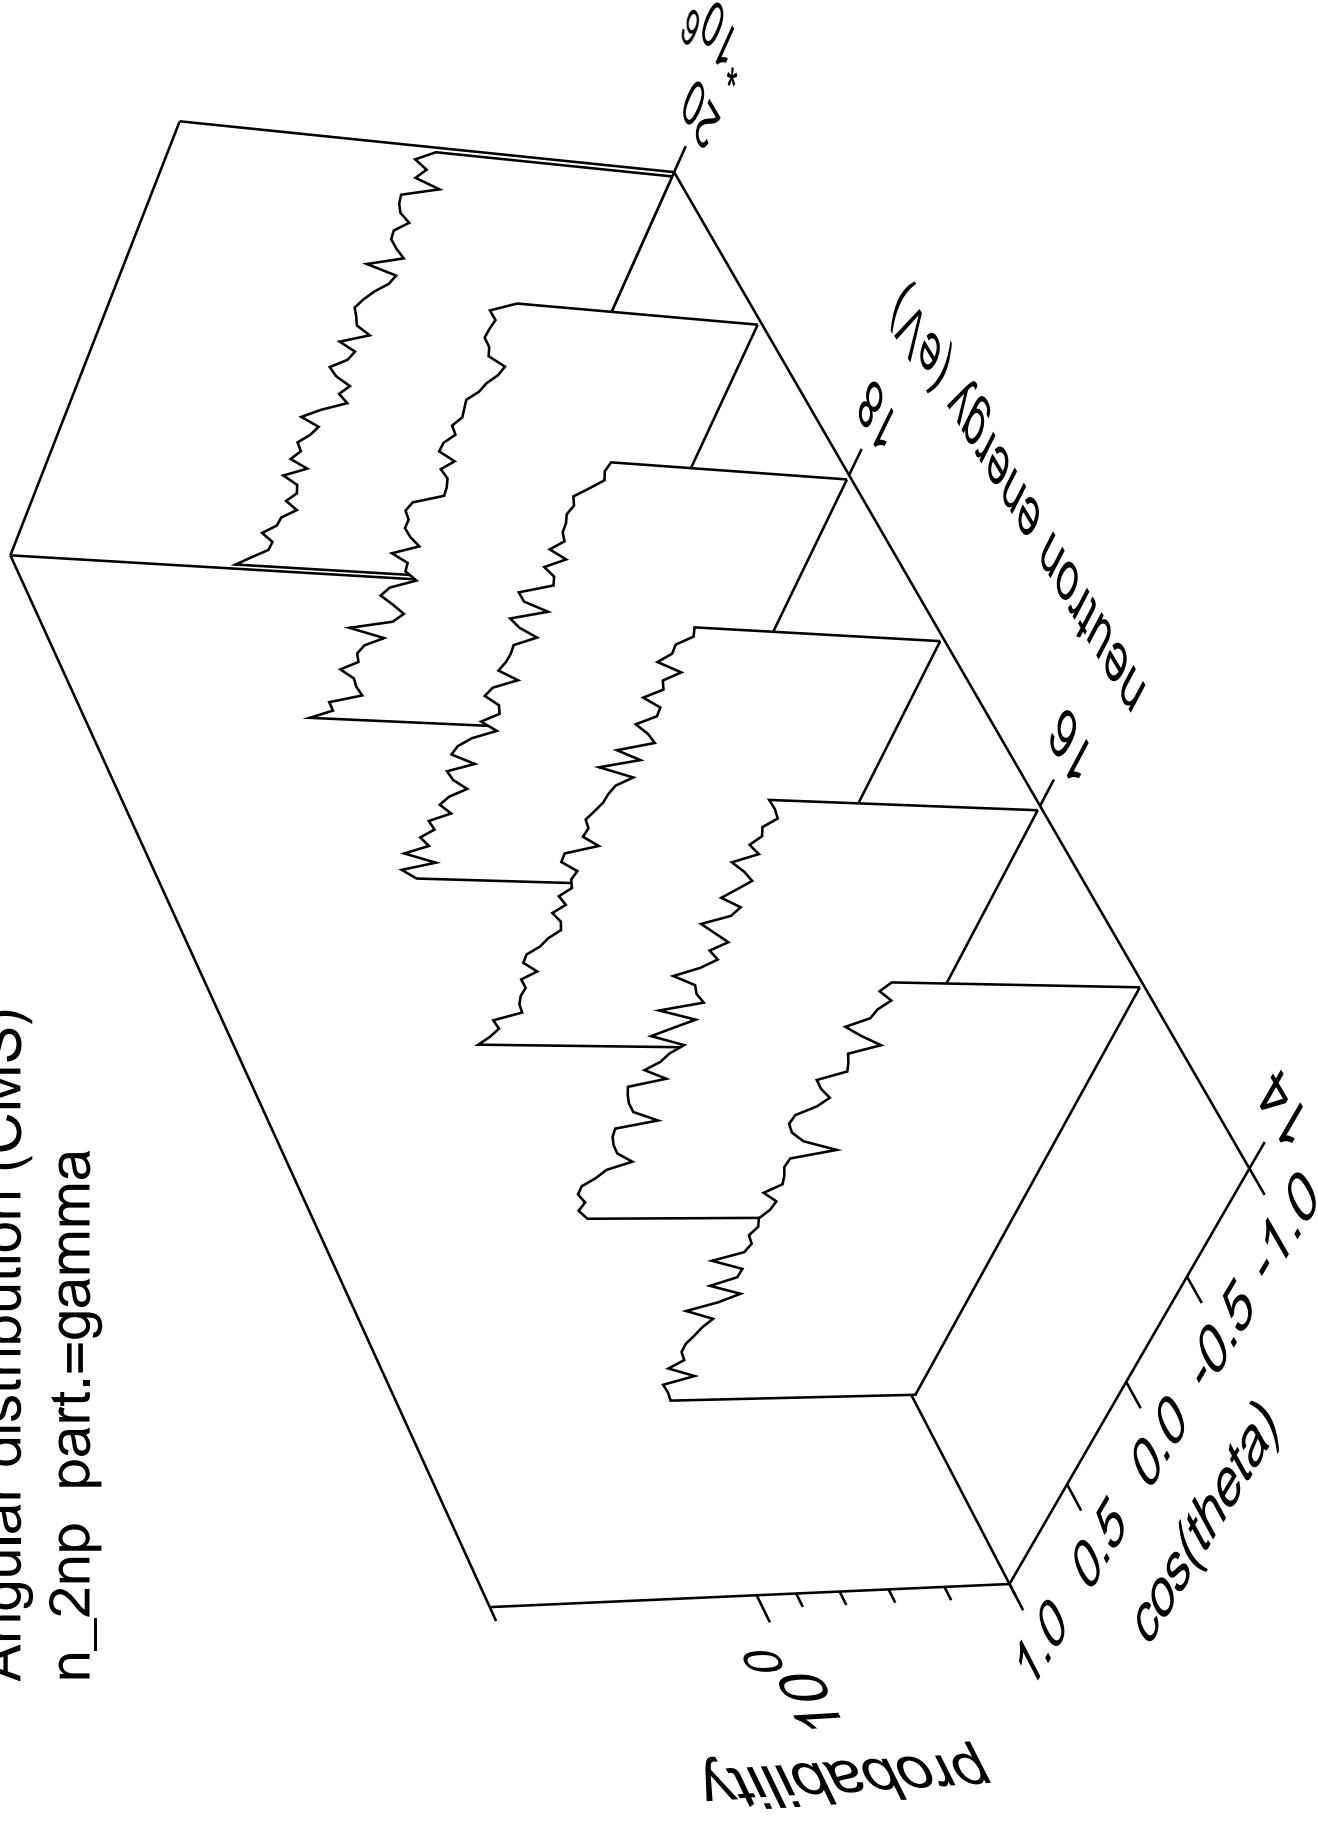 Angular distribution (CMS)
n_2np part.=gamma
probability
10 0
1.0 0.5 0.0 -0.5 -1.0
cos(theta)
14 16 18 20
* 10 6
neutron energy (eV)